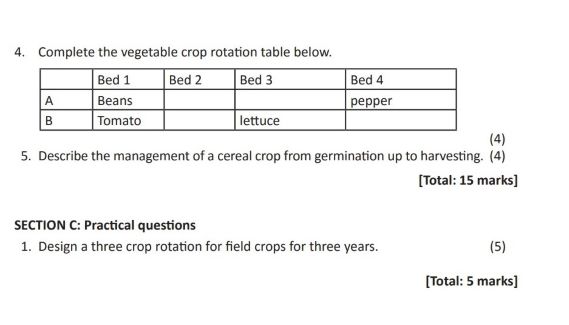 4. Complete the vegetable crop rotation table below.
Bed 1 Bed 2 Bed 3 Bed 4
A Beans pepper
B Tomato lettuce
(4)
5. Describe the management of a cereal crop from germination up to harvesting. (4)
[Total: 15 marks]
SECTION C: Practical questions
1. Design a three crop rotation for field crops for three years. (5)
[Total: 5 marks]